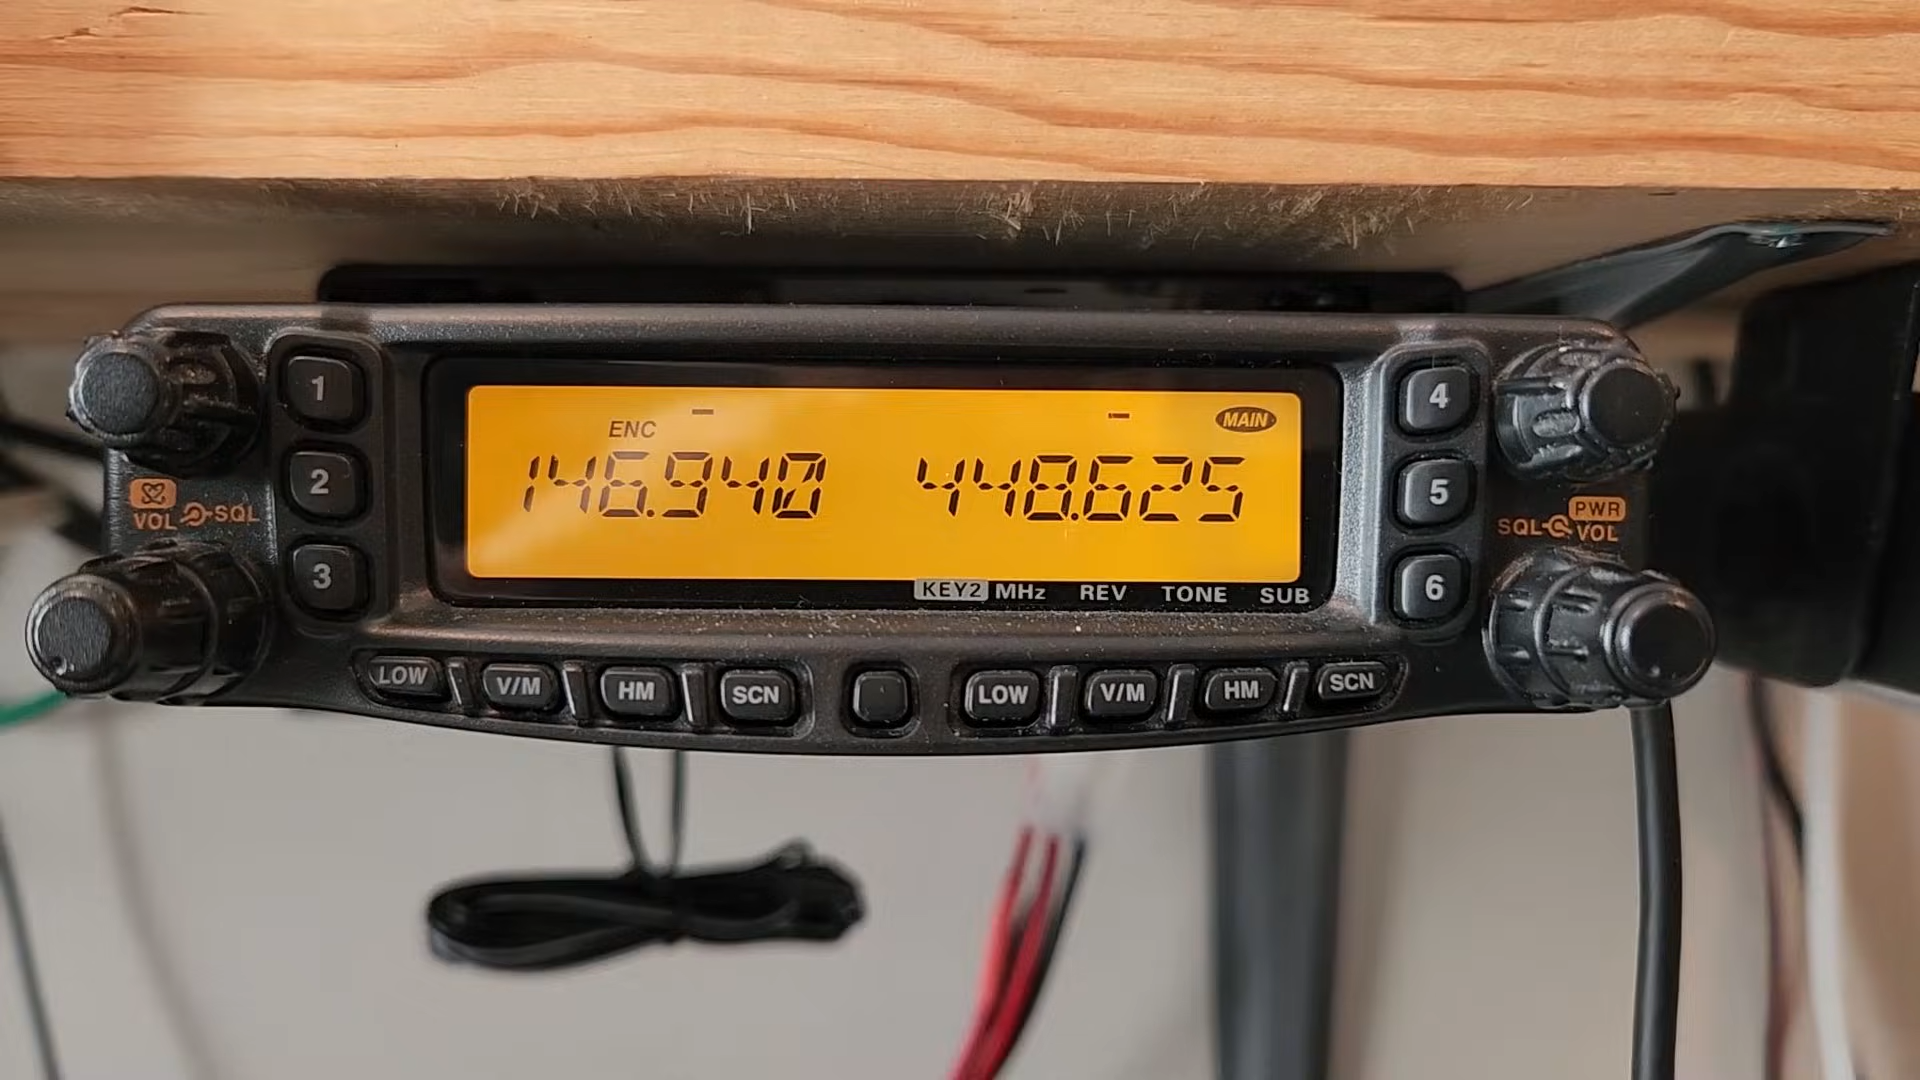 1
4
MAIN
ENC –
–
146.940
448.625
2
5
VOL SQL
PWR
SQL VOL
3
6
KEY2 MHz REV TONE SUB
LOW V/M HM SCN
LOW V/M HM SCN